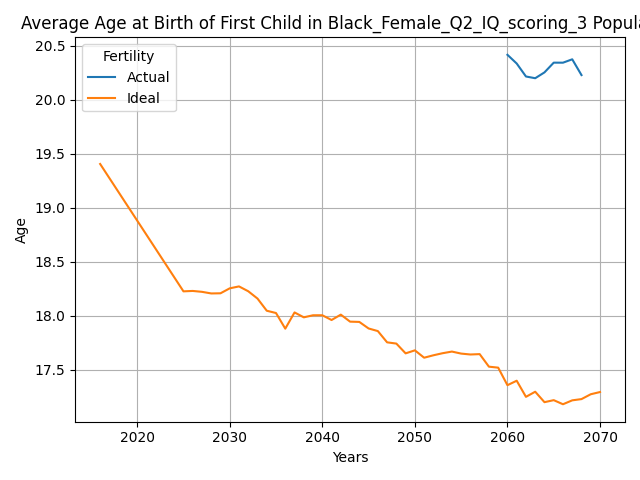 Average Age at Birth of First Child in Black_Female_Q2_IQ_scoring_3 Popula
Fertility
Actual
Ideal
20.5
20.0
19.5
19.0
18.5
18.0
17.5
Age
2020 2030 2040 2050 2060 2070
Years